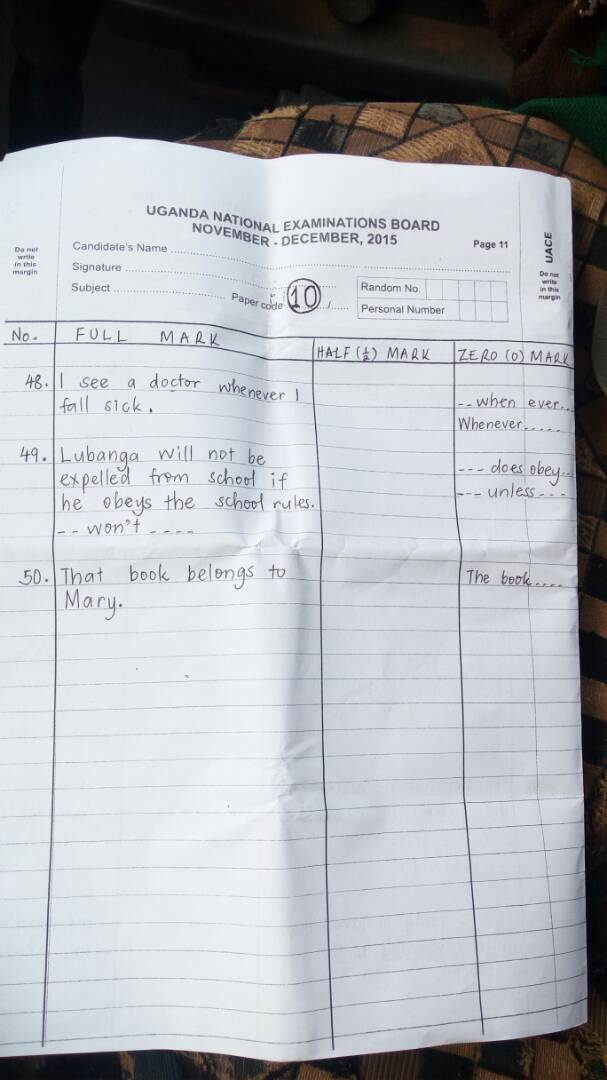 UGANDA NATIONAL EXAMINATIONS BOARD
NOVEMBER - DECEMBER, 2015
Page 11
UACE
Do not
write
in this
margin
Do not
write
in this
margin
Candidate's Name
Signature
Subject
Paper code 10
Random No.
Personal Number
No. FULL MARK HALF (½) MARK ZERO (0) MARK
48. I see a doctor whenever I
fall sick.
-- when ever...
Whenever.....
49. Lubanga will not be
expelled from school if
he obeys the school rules.
-- won't ----
--- does obey...
--- unless ---
50. That book belongs to
Mary.
The book....